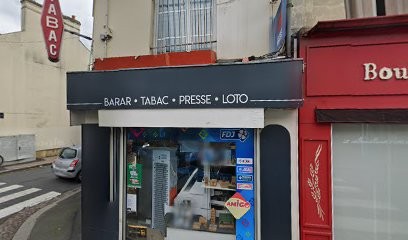 TABAC
BARAR • TABAC • PRESSE • LOTO
Bou
FDJ
AMIGO